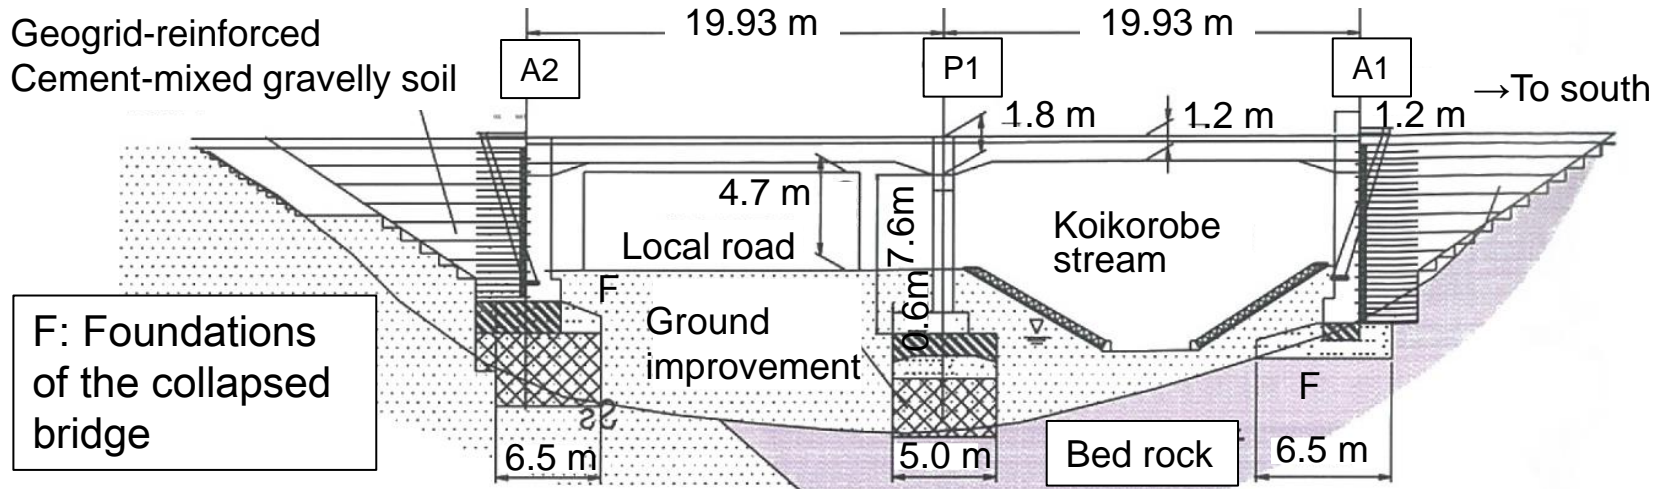 19.93 m
19.93 m
Geogrid-reinforced
Cement-mixed gravelly soil
A2
P1
A1
→To south
1.8 m
1.2 m
1.2 m
4.7 m
7.6m
0.6m
Local road
Koikorobe
stream
F
Ground
improvement
F: Foundations
of the collapsed
bridge
F
6.5 m
5.0 m
Bed rock
6.5 m